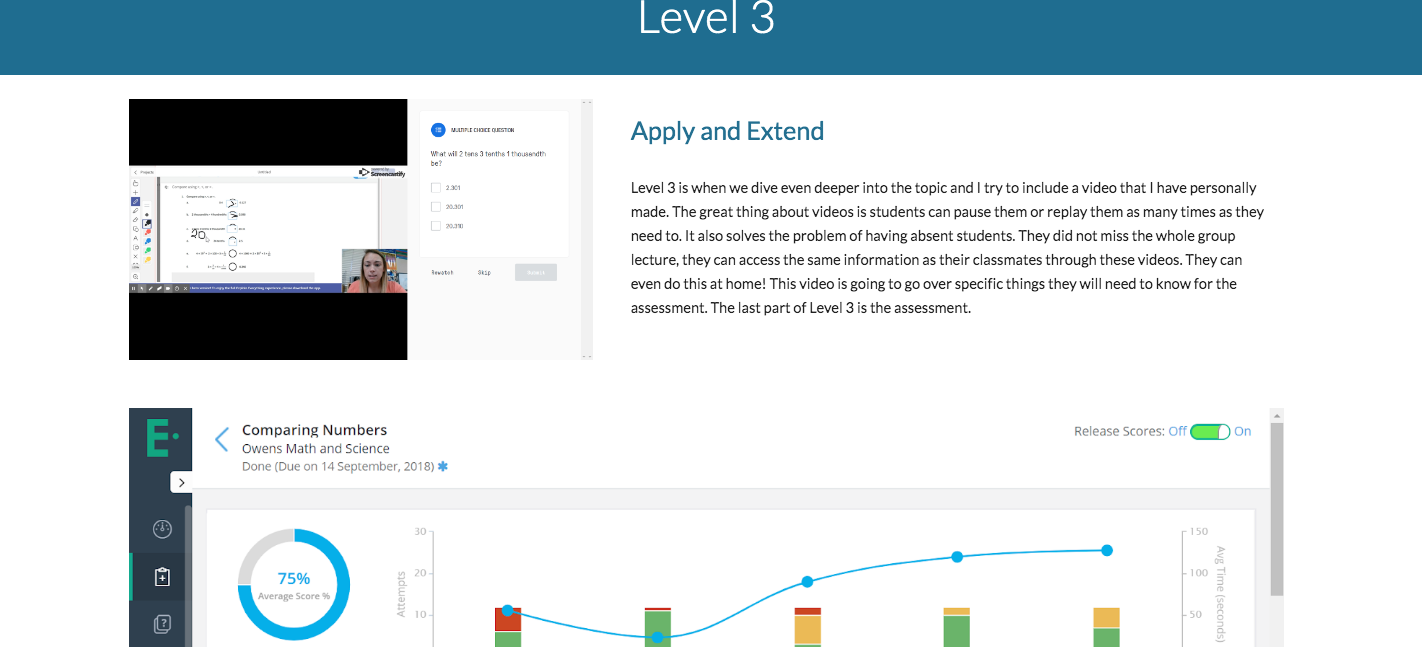 Level 3
MULTIPLE CHOICE QUESTION
What will 2 tens 3 tenths 1 thousandth
be?
2.301
20.301
20.310
Rewatch Skip Submit
Projects
Screencastify
Apply and Extend
Level 3 is when we dive even deeper into the topic and I try to include a video that I have personally
made. The great thing about videos is students can pause them or replay them as many times as they
need to. It also solves the problem of having absent students. They did not miss the whole group
lecture, they can access the same information as their classmates through these videos. They can
even do this at home! This video is going to go over specific things they will need to know for the
assessment. The last part of Level 3 is the assessment.
E
Comparing Numbers
Owens Math and Science
Done (Due on 14 September, 2018) ✱
Release Scores: Off On
75%
Average Score %
Attempts
30
20
10
150
100
50
Avg Time (seconds)